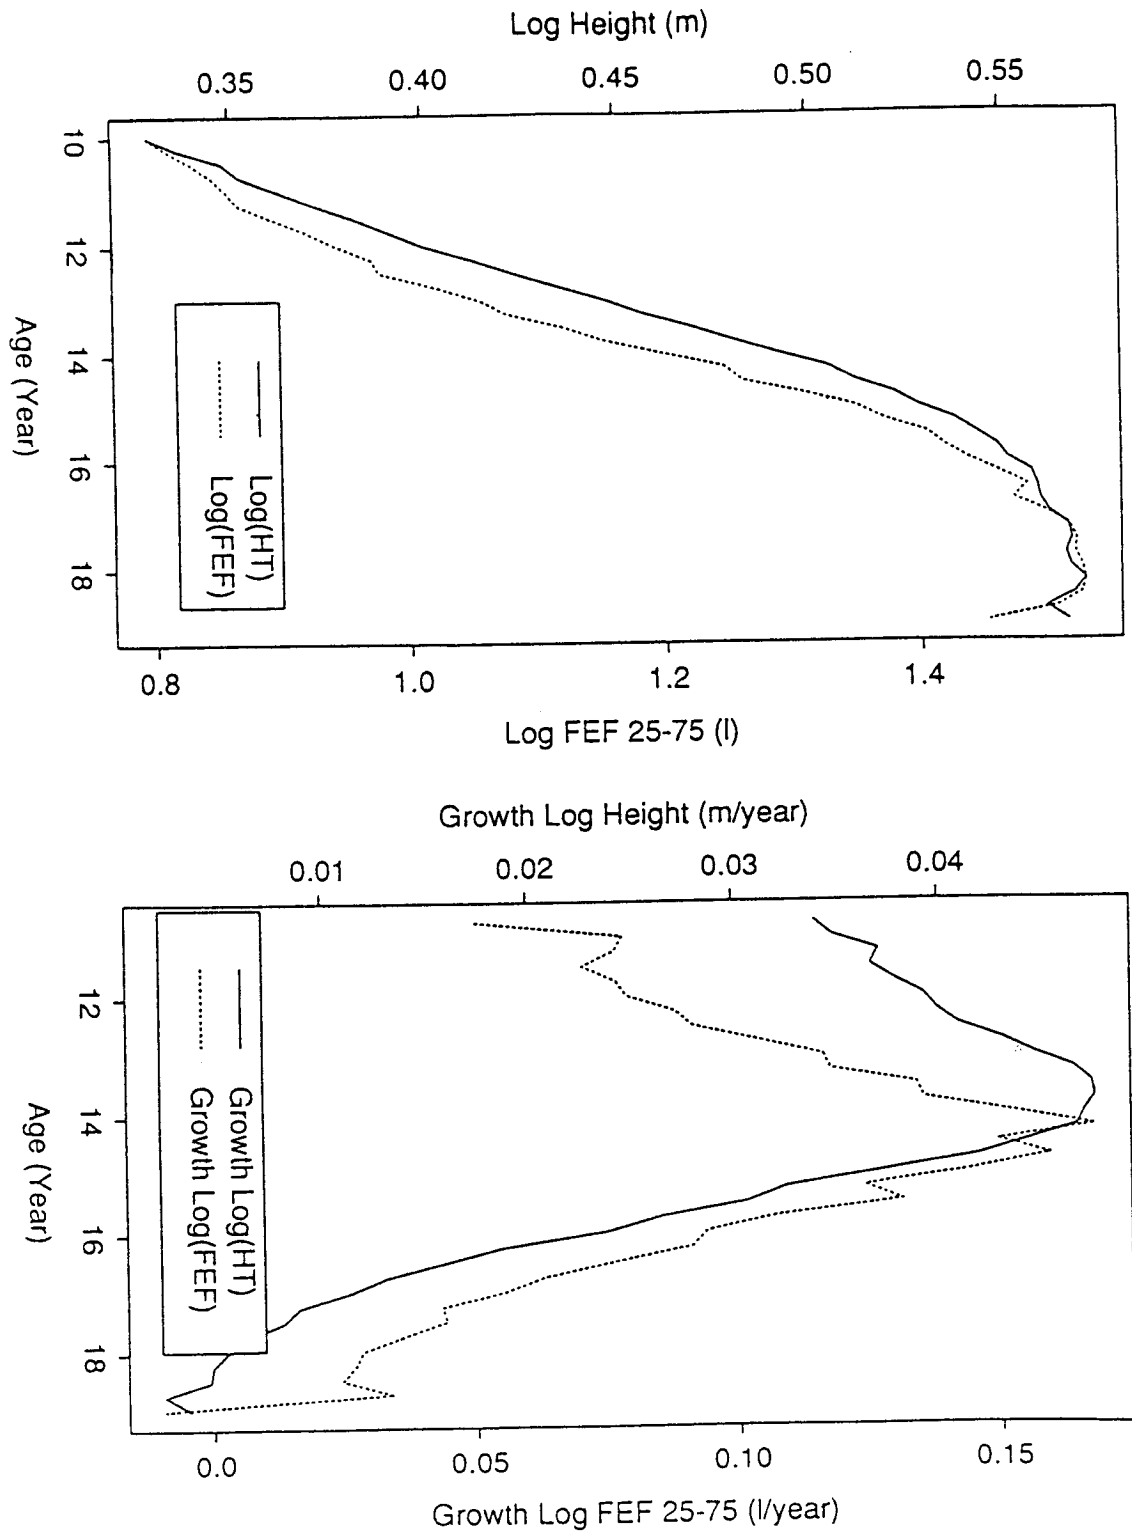 Log Height (m)
0.35 0.40 0.45 0.50 0.55
10
12
14
16
18
Age (Year)
Log(HT)
Log(FEF)
0.8 1.0 1.2 1.4
Log FEF 25-75 (l)
Growth Log Height (m/year)
0.01 0.02 0.03 0.04
12
14
16
18
Age (Year)
Growth Log(HT)
Growth Log(FEF)
0.0 0.05 0.10 0.15
Growth Log FEF 25-75 (l/year)